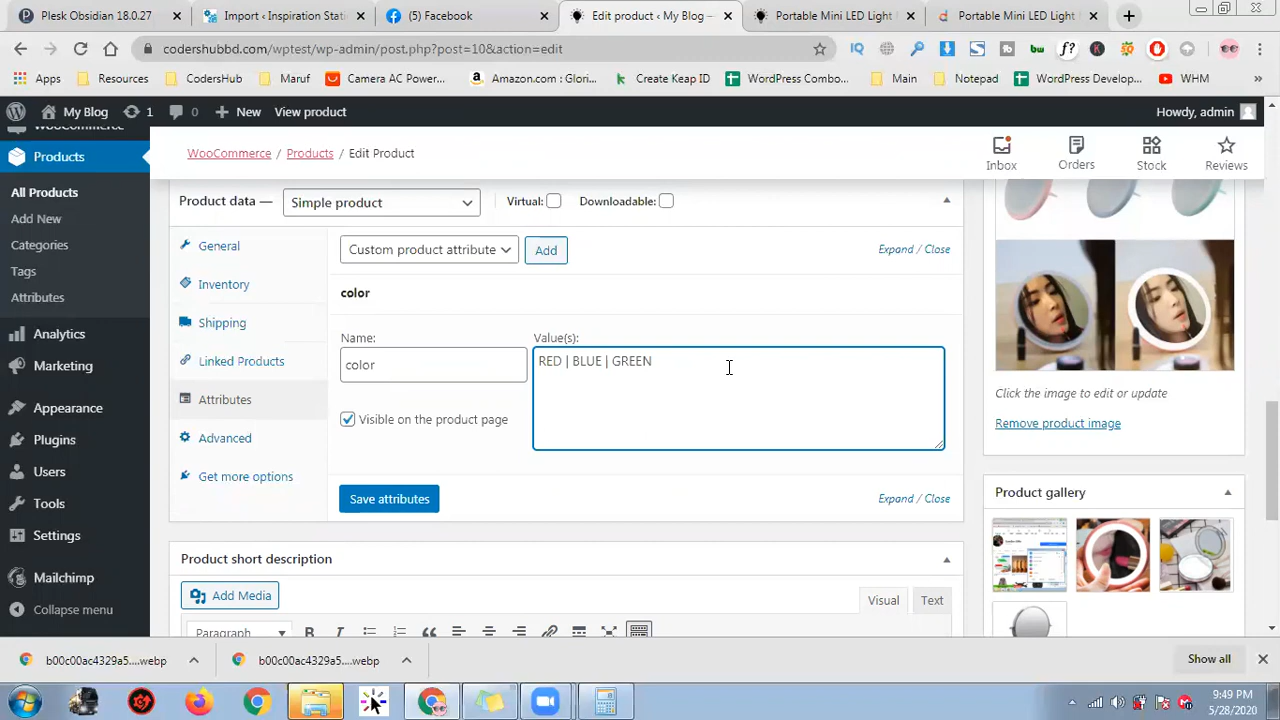 Plesk Obsidian 18.0.27
Import ‹ Inspiration Stati
(5) Facebook
Edit product ‹ My Blog —
Portable Mini LED Light
Portable Mini LED Light
codershubbd.com/wptest/wp-admin/post.php?post=10&action=edit
Apps
Resources
CodersHub
Maruf
Camera AC Powe...
Amazon.com : Glori...
Create Keap ID
WordPress Combo...
Main
Notepad
WordPress Develop...
WHM
My Blog
1
0
New
View product
Howdy, admin
WooCommerce
WooCommerce / Products / Edit Product
Inbox
Orders
Stock
Reviews
Products
All Products
Add New
Categories
Tags
Attributes
Analytics
Marketing
Appearance
Plugins
Users
Tools
Settings
Mailchimp
Collapse menu
Product data —
Simple product
Virtual:
Downloadable:
General
Inventory
Shipping
Linked Products
Attributes
Advanced
Get more options
Custom product attribute
Add
Expand / Close
color
Name:
color
Value(s):
RED | BLUE | GREEN
Visible on the product page
Save attributes
Expand / Close
Product short description
Add Media
Visual
Text
Paragraph
B
I
Click the image to edit or update
Remove product image
Product gallery
b00c00ac4329a5....webp
b00c00ac4329a5....webp
Show all
9:49 PM
5/28/2020